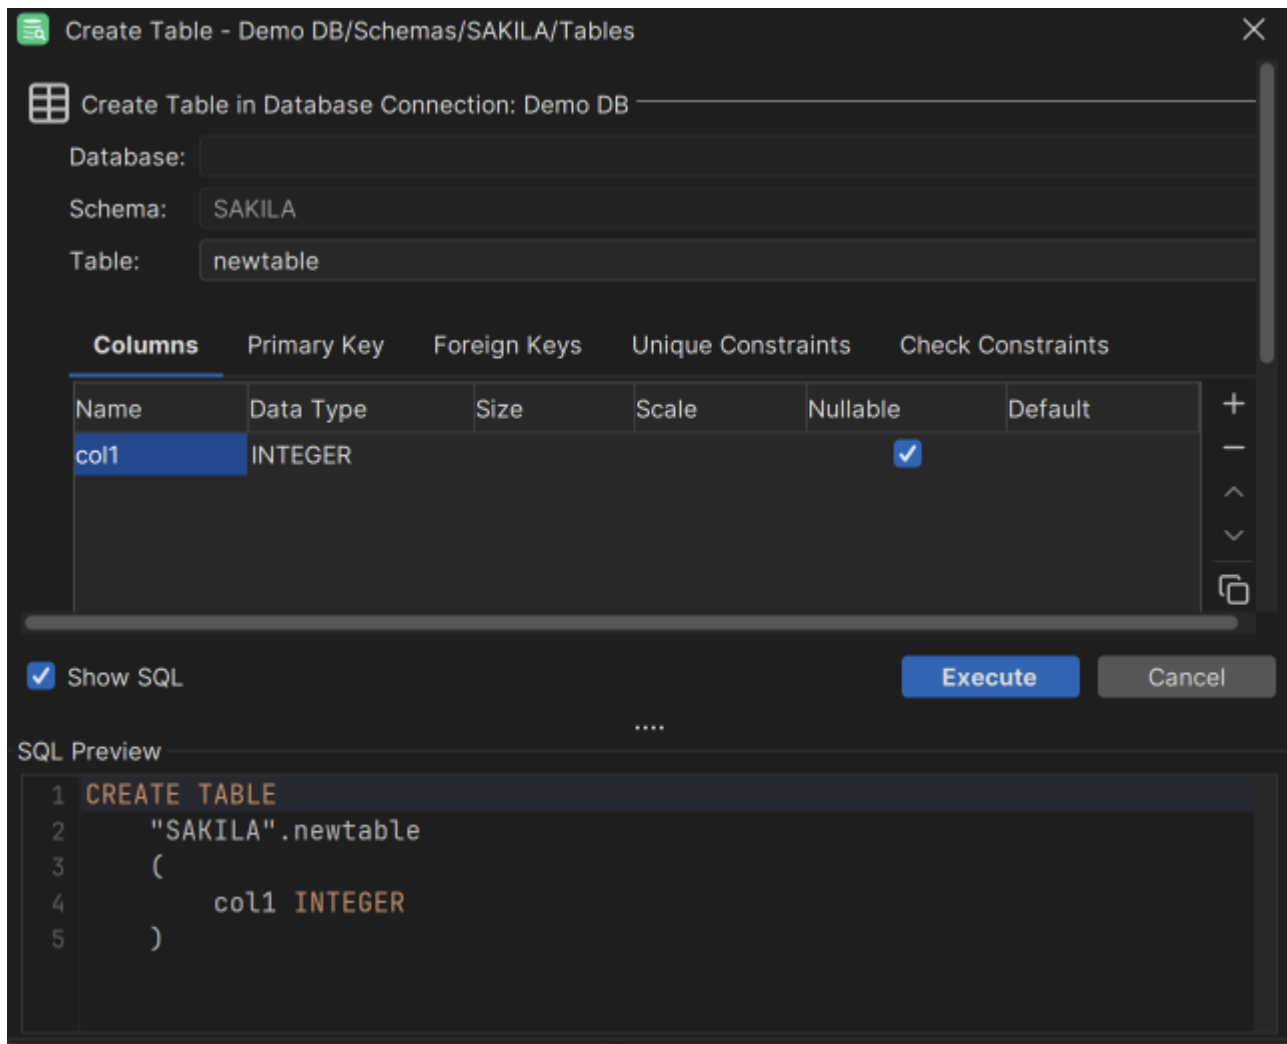 Create Table - Demo DB/Schemas/SAKILA/Tables
Create Table in Database Connection: Demo DB
Database:
Schema: SAKILA
Table: newtable
Columns Primary Key Foreign Keys Unique Constraints Check Constraints
Name Data Type Size Scale Nullable Default
col1 INTEGER
Show SQL Execute Cancel
SQL Preview
1 CREATE TABLE
2 "SAKILA".newtable
3 (
4 col1 INTEGER
5 )